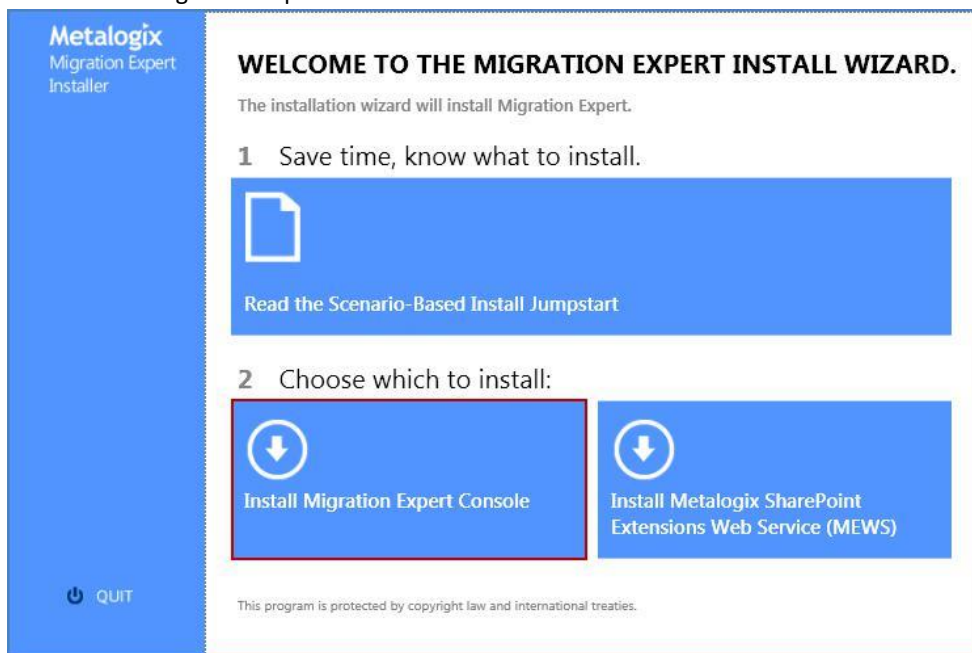 Metalogix
Migration Expert
Installer
WELCOME TO THE MIGRATION EXPERT INSTALL WIZARD.
The installation wizard will install Migration Expert.
1 Save time, know what to install.
Read the Scenario-Based Install Jumpstart
2 Choose which to install:
Install Migration Expert Console
Install Metalogix SharePoint
Extensions Web Service (MEWS)
QUIT
This program is protected by copyright law and international treaties.